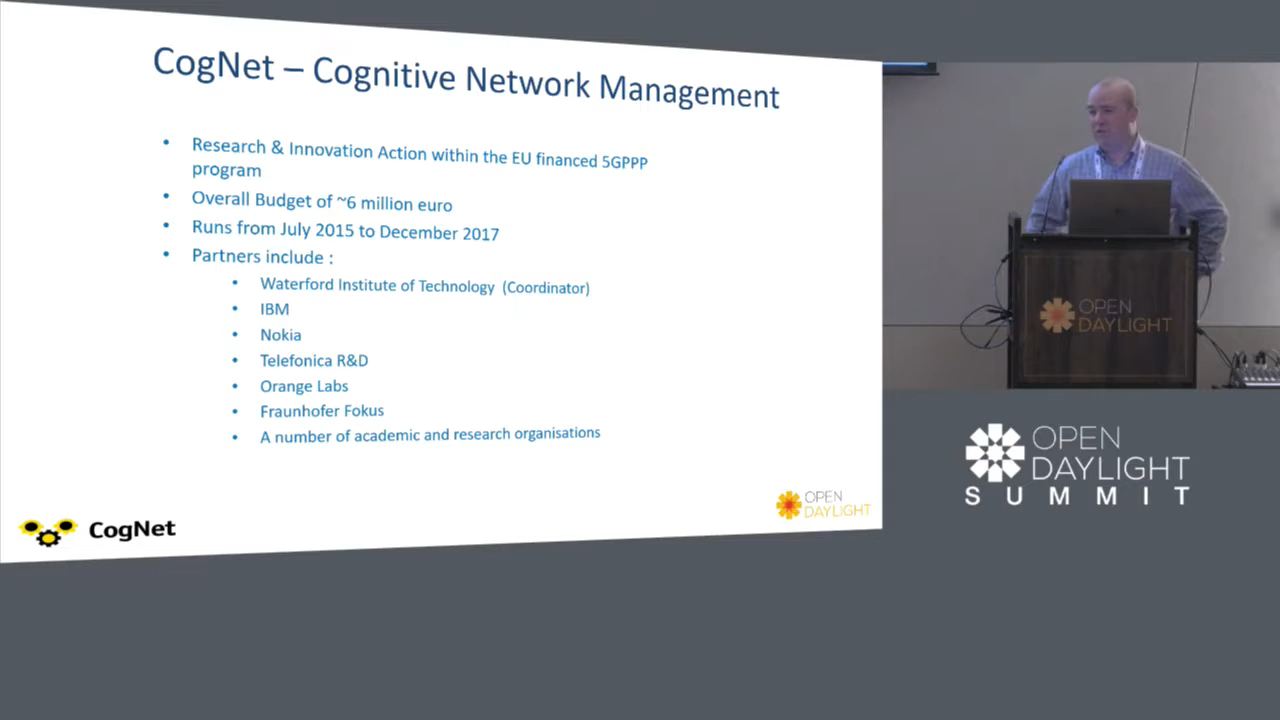 CogNet – Cognitive Network Management
• Research & Innovation Action within the EU financed 5GPPP
program
• Overall Budget of ~6 million euro
• Runs from July 2015 to December 2017
• Partners include :
• Waterford Institute of Technology (Coordinator)
• IBM
• Nokia
• Telefonica R&D
• Orange Labs
• Fraunhofer Fokus
• A number of academic and research organisations
CogNet
OPEN
DAYLIGHT
OPEN
DAYLIGHT
OPEN
DAYLIGHT
SUMMIT